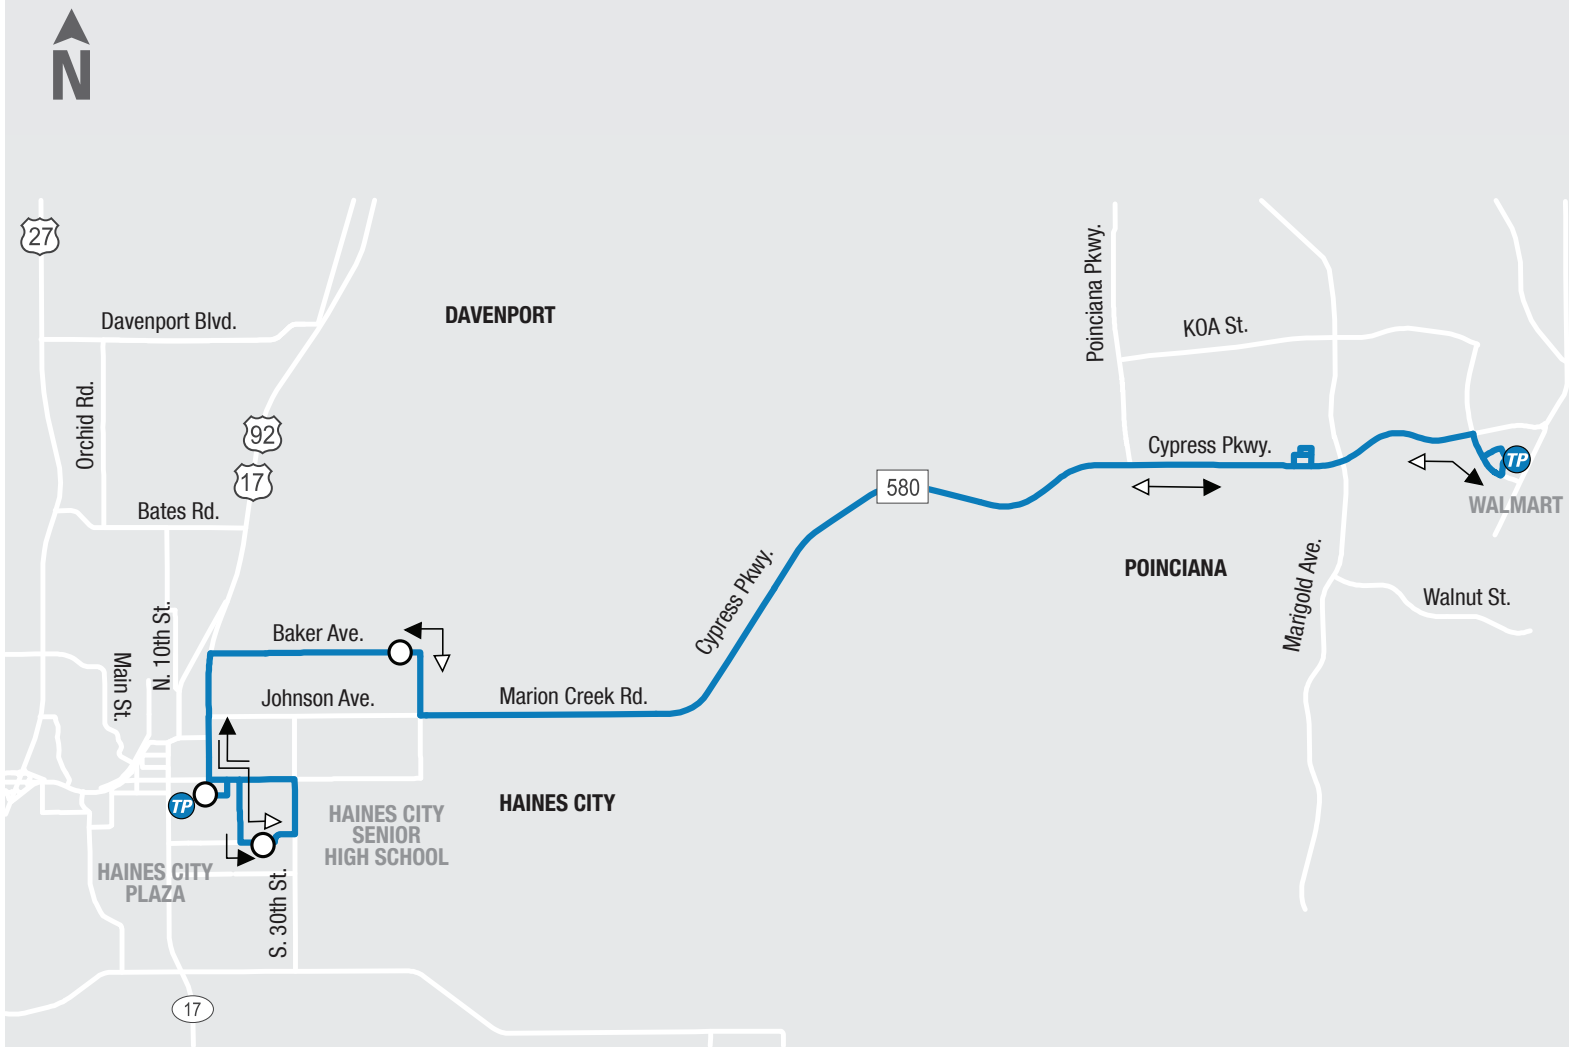 N
27
Davenport Blvd.
DAVENPORT
Poinciana Pkwy.
KOA St.
Orchid Rd.
92
17
Cypress Pkwy.
TP
WALMART
580
Bates Rd.
POINCIANA
Cypress Pkwy.
Marigold Ave.
Walnut St.
N. 10th St.
Main St.
Baker Ave.
Johnson Ave.
Marion Creek Rd.
TP
HAINES CITY
HAINES CITY
SENIOR
HIGH SCHOOL
HAINES CITY
PLAZA
S. 30th St.
17